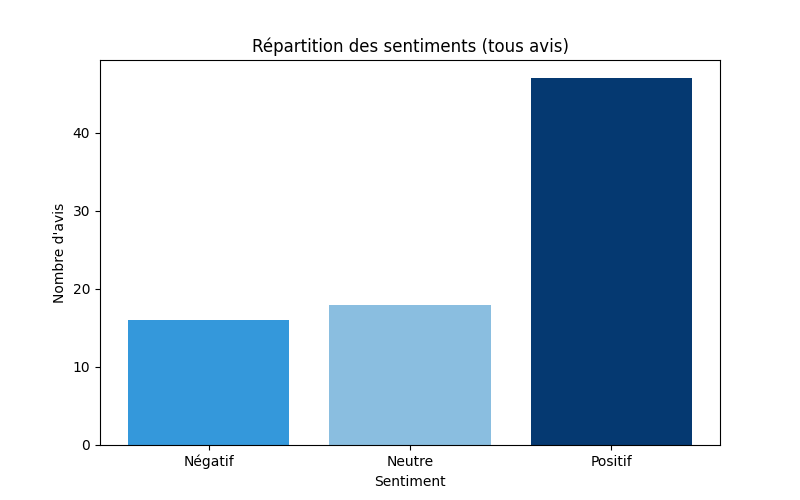 Répartition des sentiments (tous avis)
Nombre d'avis
40
30
20
10
0
Négatif
Neutre
Positif
Sentiment